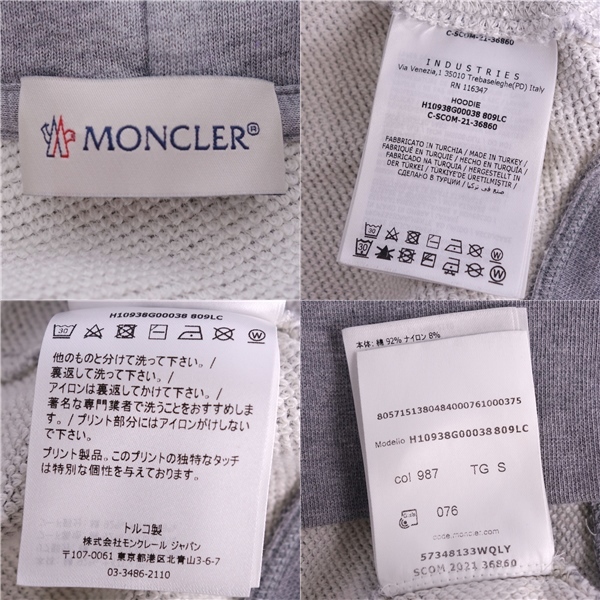 MONCLER®
C-SCOM-21-36860
INDUSTRIES
Via Venezia,1 35010 Trebaseleghe(PD) Italy
RN 116347
HOODIE
H10938G00038 809LC
C-SCOM-21-36860
FABBRICATO IN TURCHIA / MADE IN TURKEY
FABRIQUÉ EN TURQUIE / HECHO EN TURQUÍA /
FABRICADO NA TURQUIA / HERGESTELLT IN
DER TÜRKEI / TÜRKIYE'DE ÜRETİLMİŞTİR /
СДЕЛАНО В ТУРЦИИ / صنع في تركيا
H10938G00038 809LC
他のものと分けて洗って下さい。/
裏返して洗って下さい。/
アイロンは裏返してかけて下さい。/
著名な専門業者で洗うことをおすすめしま
す。/ プリント部分にはアイロンがけしない
で下さい。
プリント製品。このプリントの独特なタッチ
は特別な個性を与えております。
トルコ製
株式会社モンクレール ジャパン
〒107-0061 東京都港区北青山3-6-7
03-3486-2110
本体: 綿 92% ナイロン 8%
8057151380484000761000375
Modello H10938G00038 809LC
col 987 TG S
076
code.moncler.com
57348133WQLY
SCOM 2021 36860